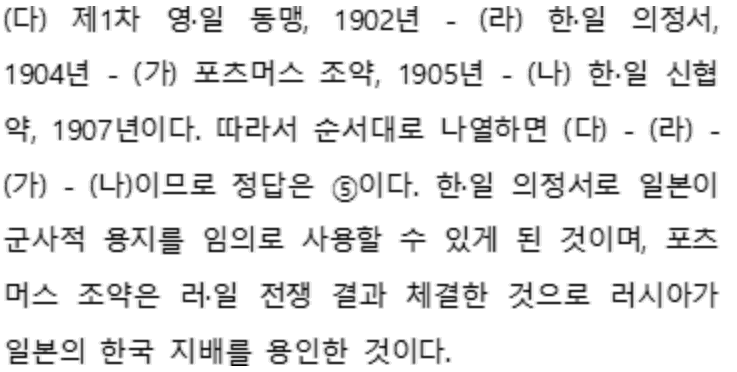 (다) 제1차 영·일 동맹, 1902년 - (라) 한·일 의정서,
1904년 - (가) 포츠머스 조약, 1905년 - (나) 한·일 신협
약, 1907년이다. 따라서 순서대로 나열하면 (다) - (라) -
(가) - (나)이므로 정답은 ⑤이다. 한·일 의정서로 일본이
군사적 용지를 임의로 사용할 수 있게 된 것이며, 포츠
머스 조약은 러·일 전쟁 결과 체결한 것으로 러시아가
일본의 한국 지배를 용인한 것이다.